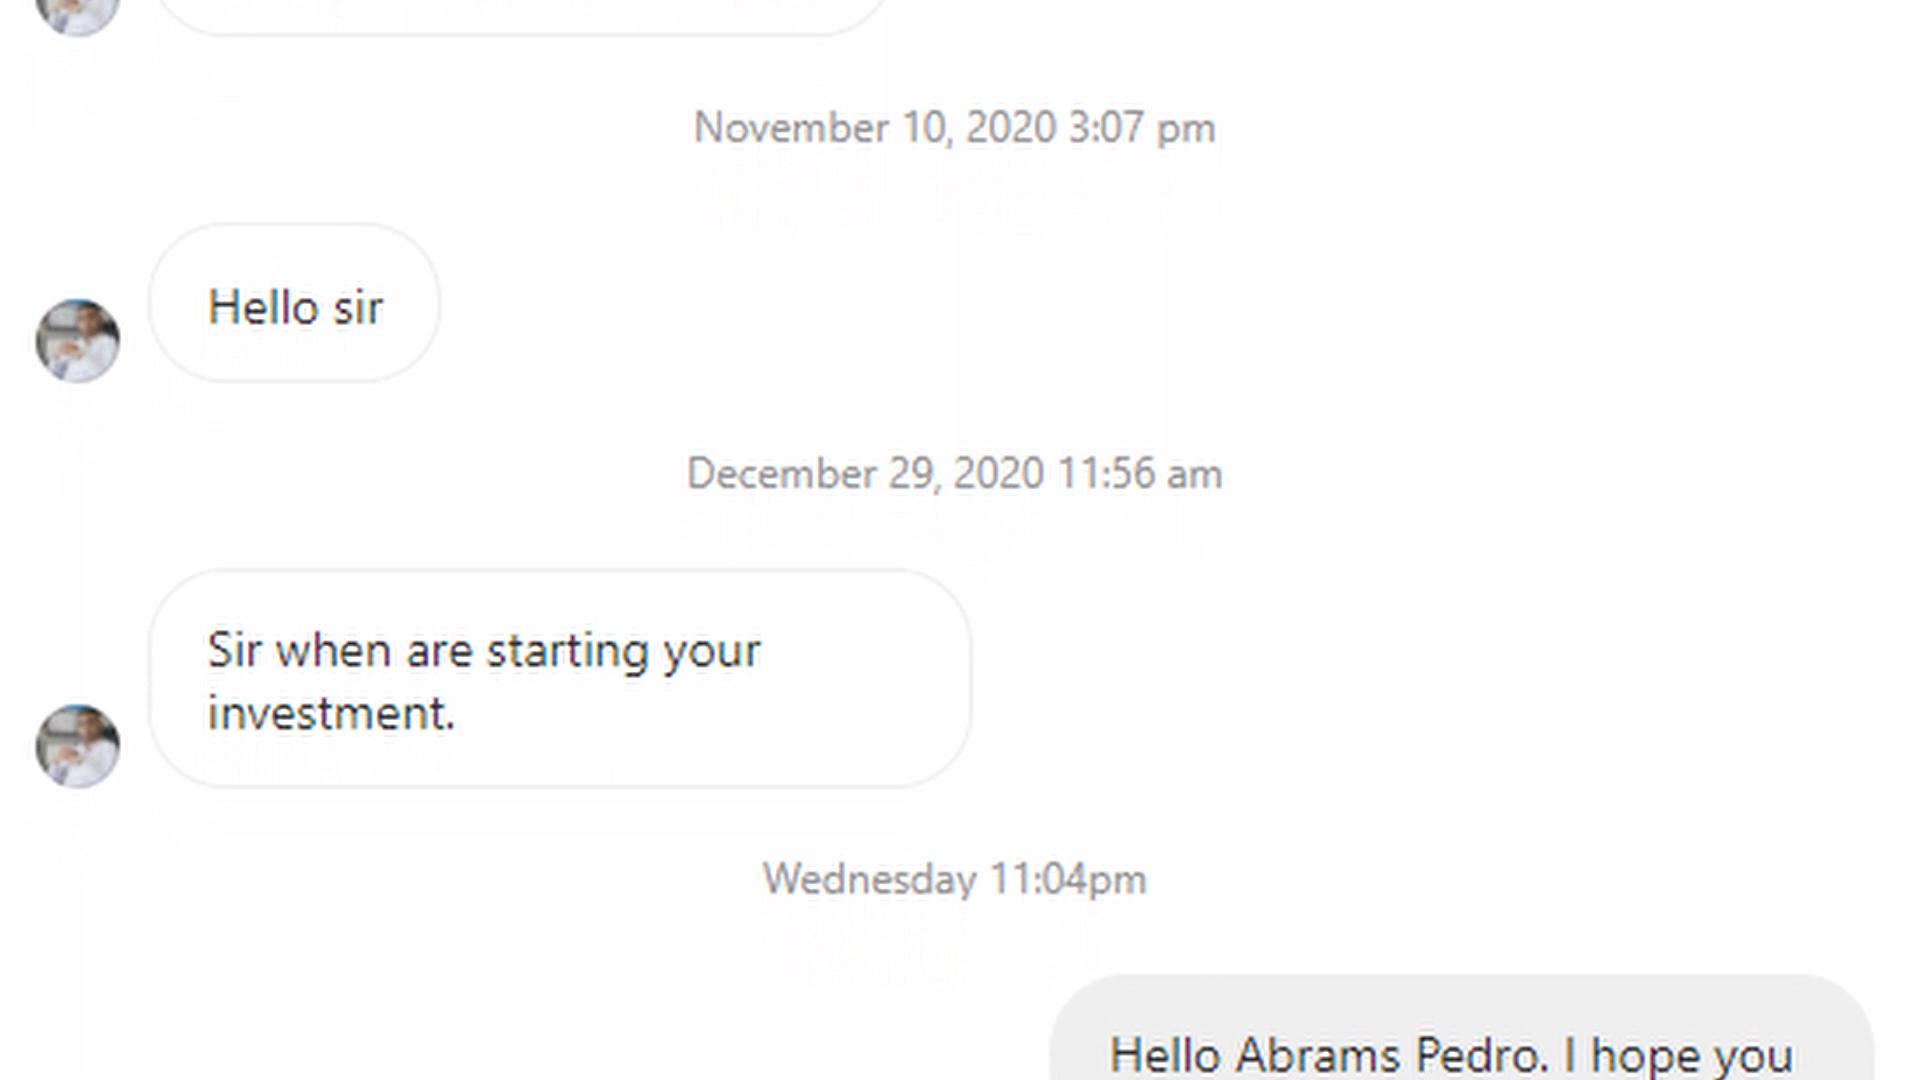 November 10, 2020 3:07 pm
Hello sir
December 29, 2020 11:56 am
Sir when are starting your
investment.
Wednesday 11:04pm
Hello Abrams Pedro. I hope you